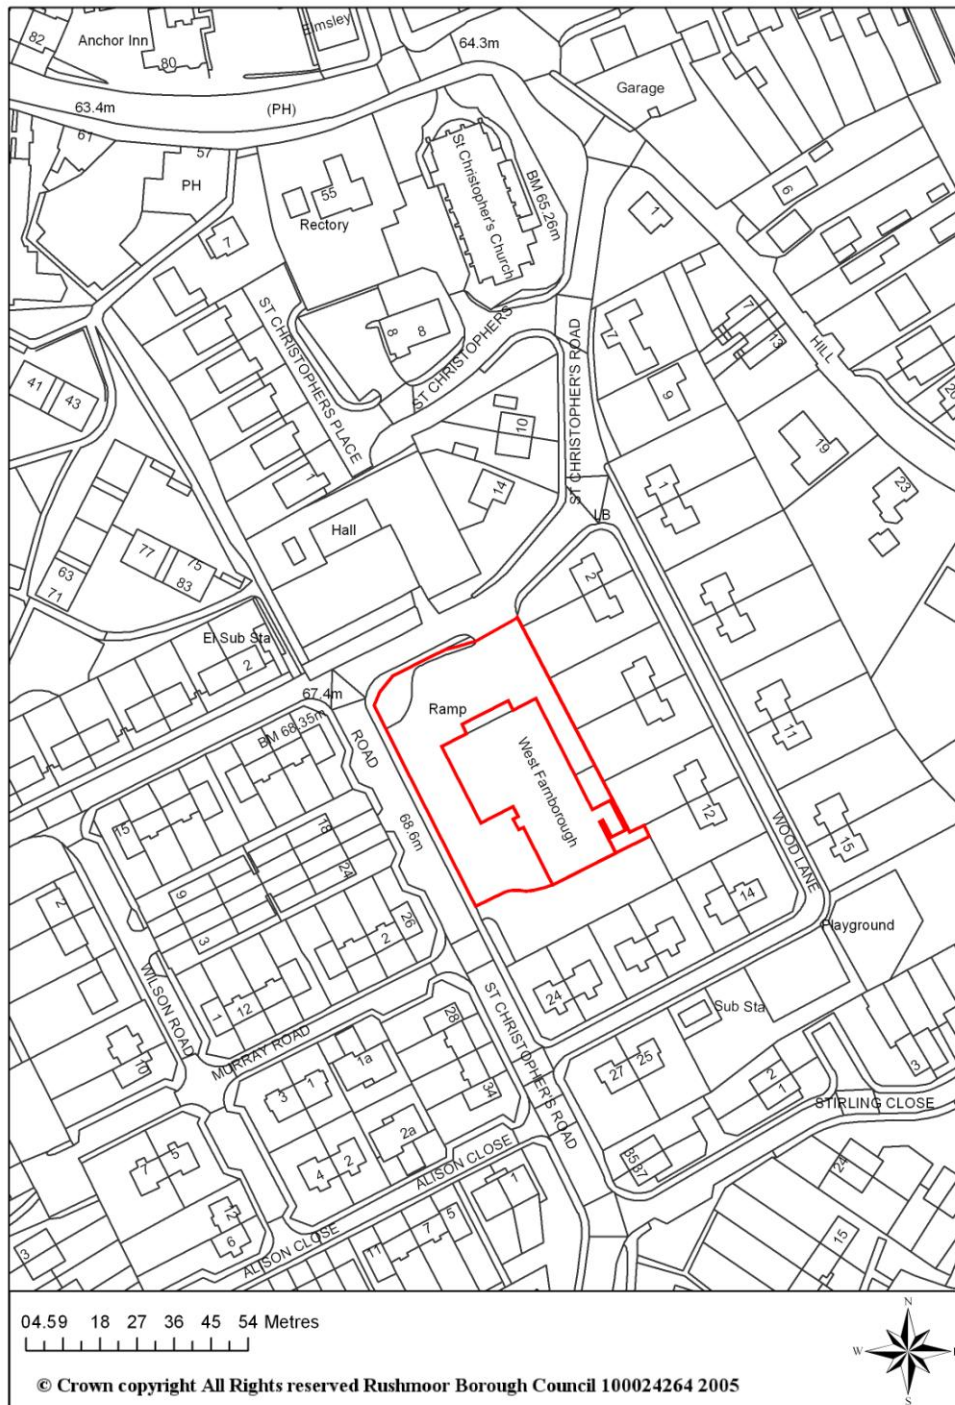 82
Anchor Inn
80
Elmsley
64.3m
63.4m
(PH)
Garage
61
57
PH
55
Rectory
St Christopher's Church
BM 65.26m
6
1
7
ST CHRISTOPHERS PLACE
8
8
ST CHRISTOPHERS
ST CHRISTOPHER'S ROAD
7
9
7
13
HILL
41
43
10
19
23
1
14
1
LB
Hall
77
75
83
63
71
2
El Sub Sta
2
67.4m
BM 68.35m
ROAD
Ramp
West Farnborough
11
68.6m
12
15
18
24
WOOD LANE
15
9
3
26
2
2
14
Playground
WILSON ROAD
1
12
24
Sub Sta
MURRAY ROAD
10
ST CHRISTOPHER'S ROAD
28
34
1a
3
1
27
25
2
1
3
STIRLING CLOSE
2a
4
2
7
5
ALISON CLOSE
35
37
24
1
2
6
3
ALISON CLOSE
11
7
5
15
04.59 18 27 36 45 54 Metres
N
W
S
© Crown copyright All Rights reserved Rushmoor Borough Council 100024264 2005